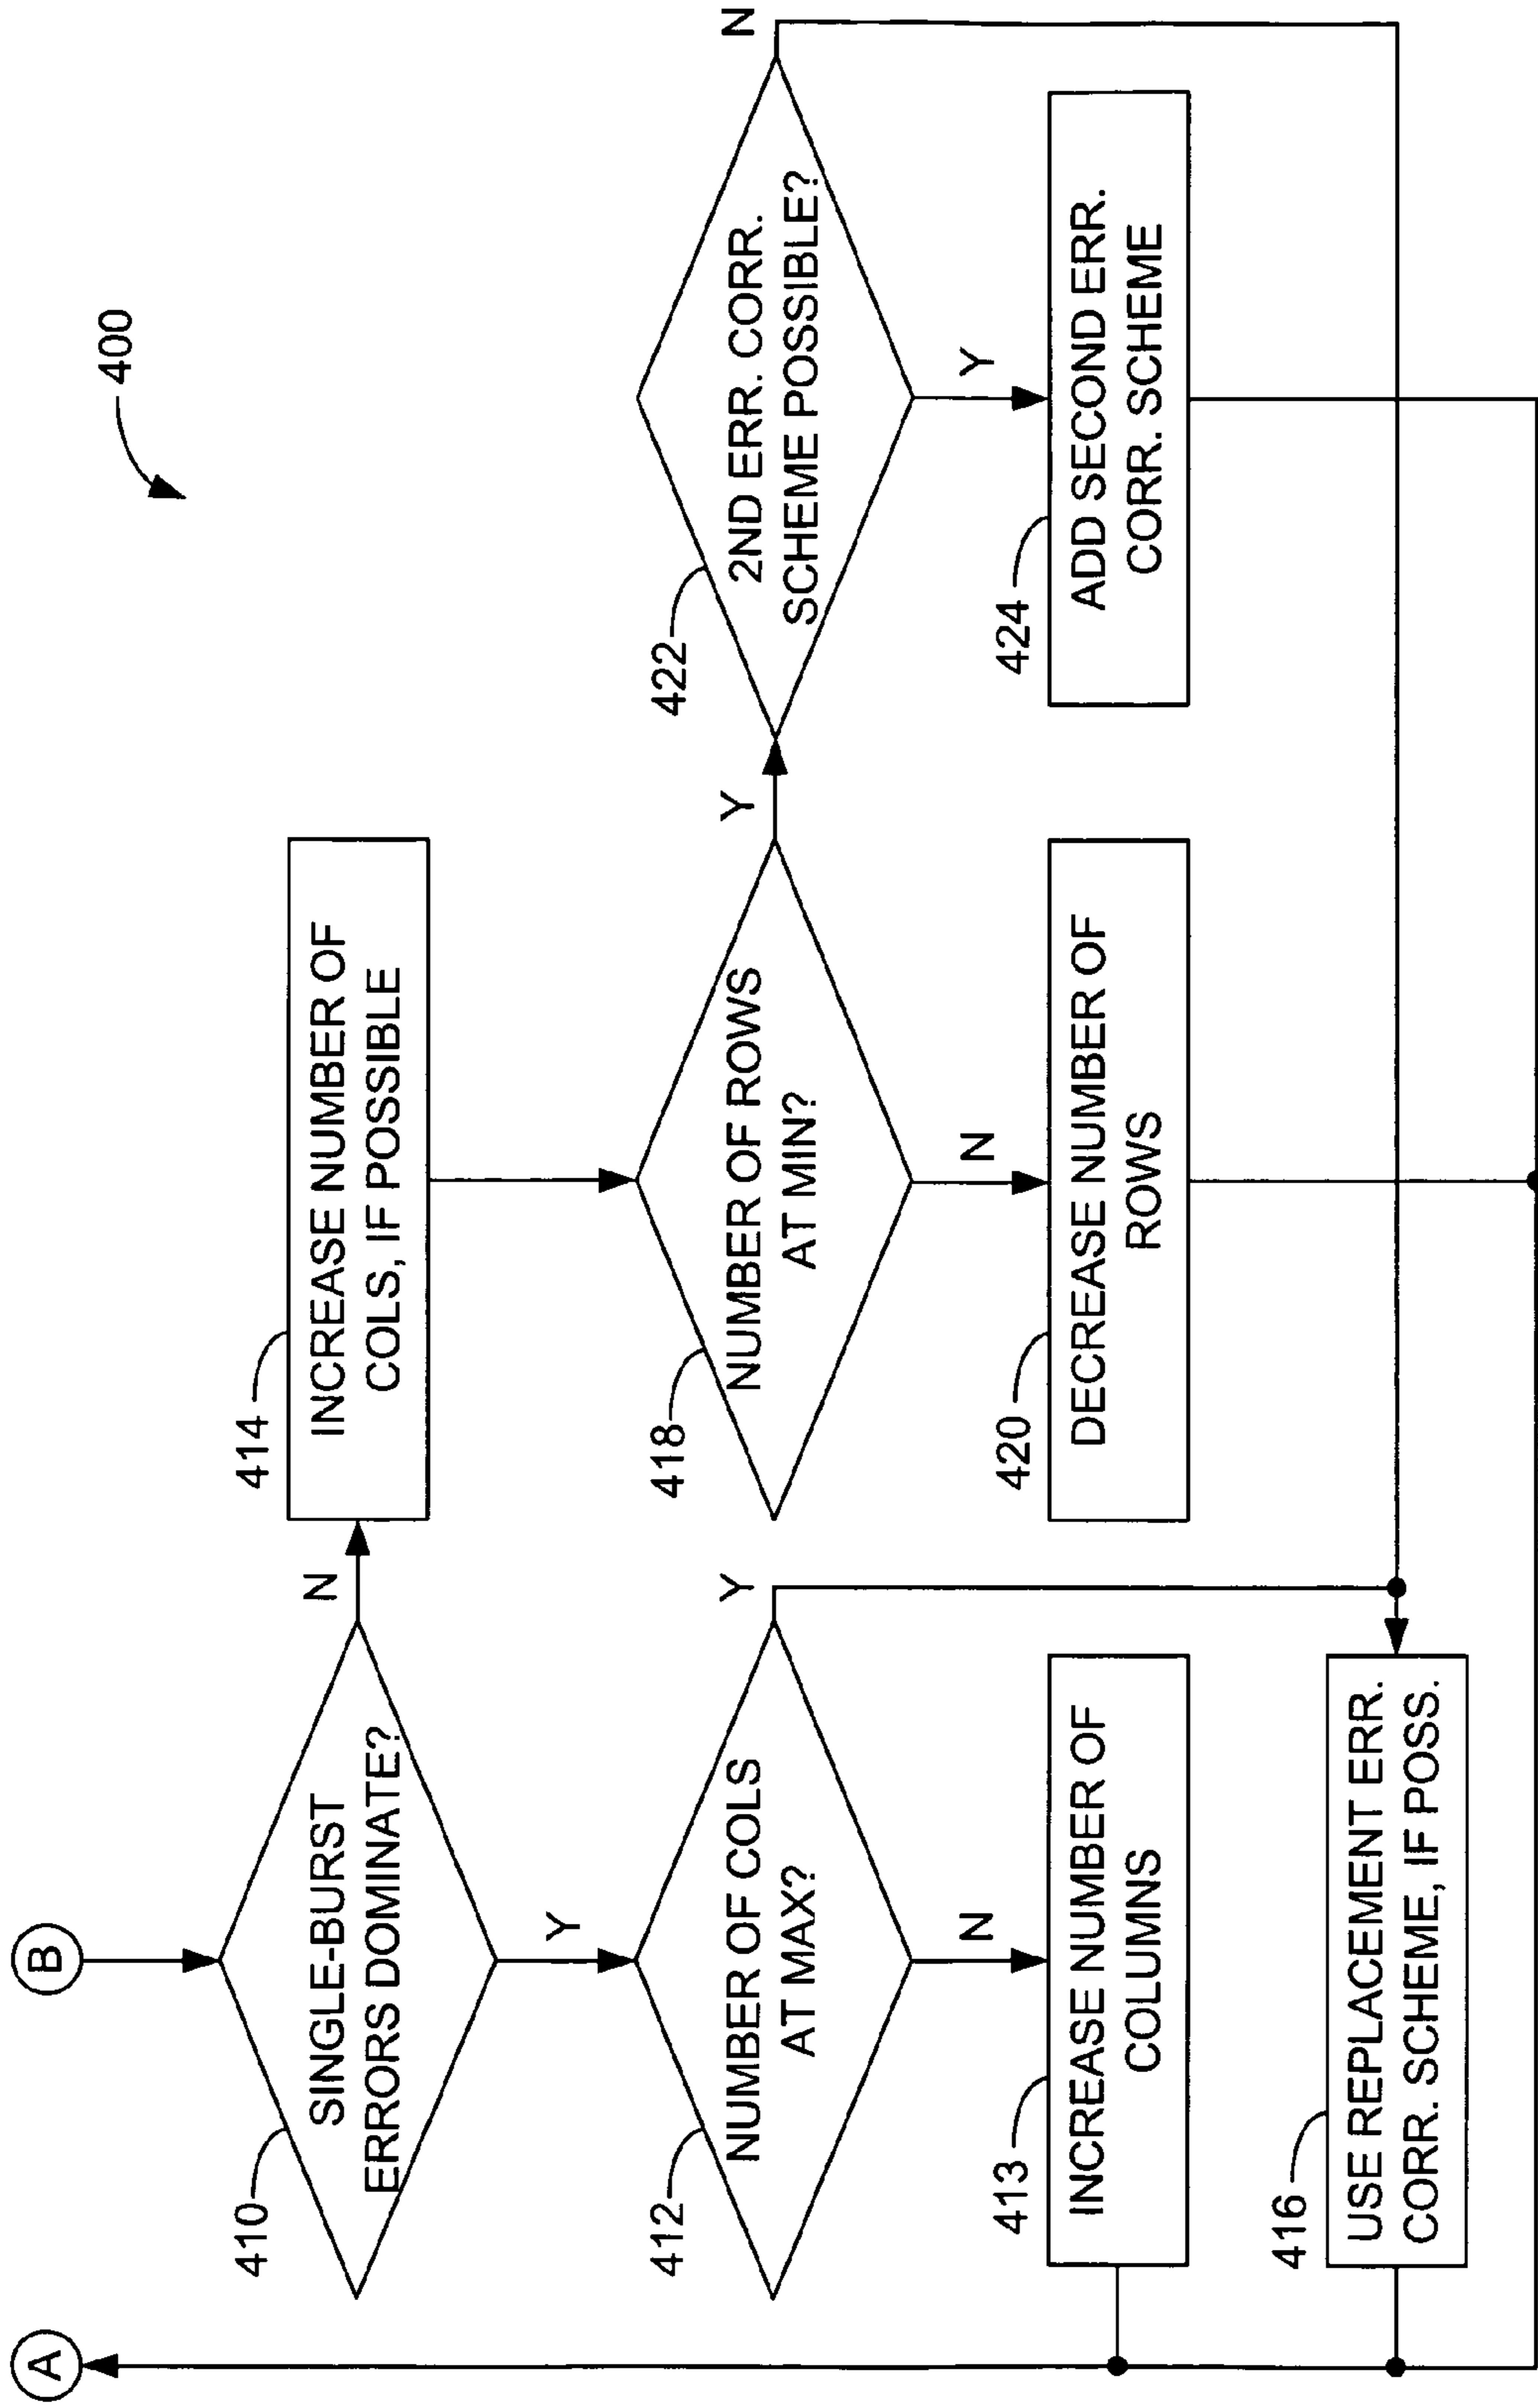 400
A
B
410
SINGLE-BURST
ERRORS DOMINATE?
N
Y
414
INCREASE NUMBER OF
COLS, IF POSSIBLE
412
NUMBER OF COLS
AT MAX?
Y
N
418
NUMBER OF ROWS
AT MIN?
Y
N
422
2ND ERR. CORR.
SCHEME POSSIBLE?
N
Y
413
INCREASE NUMBER OF
COLUMNS
420
DECREASE NUMBER OF
ROWS
424
ADD SECOND ERR.
CORR. SCHEME
416
USE REPLACEMENT ERR.
CORR. SCHEME, IF POSS.